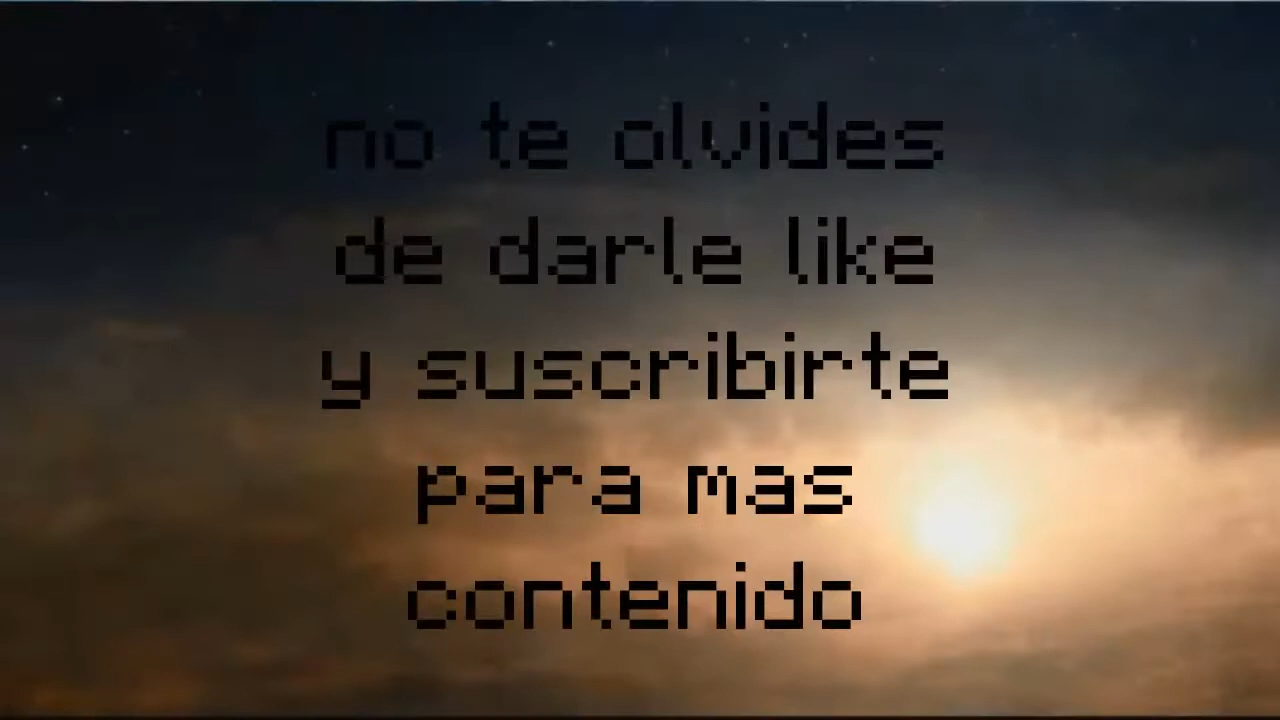 no te olvides
de darle like
y suscribirte
para mas
contenido